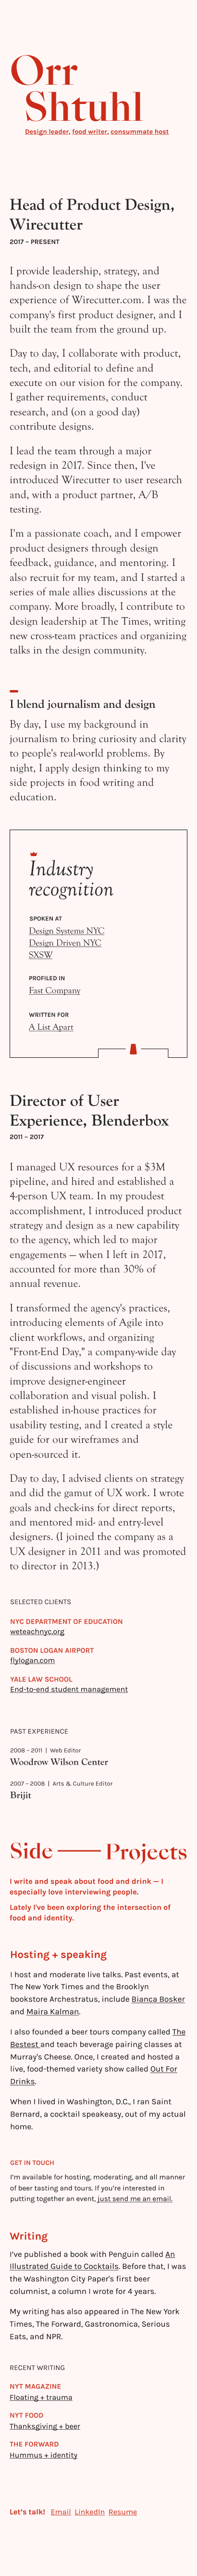 Orr
Shtuhl
Design leader, food writer, consummate host
Head of Product Design,
Wirecutter
2017 – PRESENT
I provide leadership, strategy, and
hands-on design to shape the user
experience of Wirecutter.com. I was the
company's first product designer, and I
built the team from the ground up.
Day to day, I collaborate with product,
tech, and editorial to define and
execute on our vision for the company.
I gather requirements, conduct
research, and (on a good day)
contribute designs.
I lead the team through a major
redesign in 2017. Since then, I've
introduced Wirecutter to user research
and, with a product partner, A/B
testing.
I'm a passionate coach, and I empower
product designers through design
feedback, guidance, and mentoring. I
also recruit for my team, and I started a
series of male allies discussions at the
company. More broadly, I contribute to
design leadership at The Times, writing
new cross-team practices and organizing
talks in the design community.
I blend journalism and design
By day, I use my background in
journalism to bring curiosity and clarity
to people's real-world problems. By
night, I apply design thinking to my
side projects in food writing and
education.
Industry
recognition
SPOKEN AT
Design Systems NYC
Design Driven NYC
SXSW
PROFILED IN
Fast Company
WRITTEN FOR
A List Apart
Director of User
Experience, Blenderbox
2011 – 2017
I managed UX resources for a $3M
pipeline, and hired and established a
4-person UX team. In my proudest
accomplishment, I introduced product
strategy and design as a new capability
to the agency, which led to major
engagements — when I left in 2017,
accounted for more than 30% of
annual revenue.
I transformed the agency's practices,
introducing elements of Agile into
client workflows, and organizing
"Front-End Day," a company-wide day
of discussions and workshops to
improve designer-engineer
collaboration and visual polish. I
established in-house practices for
usability testing, and I created a style
guide for our wireframes and
open-sourced it.
Day to day, I advised clients on strategy
and did the gamut of UX work. I wrote
goals and check-ins for direct reports,
and mentored mid- and entry-level
designers. (I joined the company as a
UX designer in 2011 and was promoted
to director in 2013.)
SELECTED CLIENTS
NYC DEPARTMENT OF EDUCATION
weteachnyc.org
BOSTON LOGAN AIRPORT
flylogan.com
YALE LAW SCHOOL
End-to-end student management
PAST EXPERIENCE
2008 – 2011 | Web Editor
Woodrow Wilson Center
2007 – 2008 | Arts & Culture Editor
Brijit
Side Projects
I write and speak about food and drink — I
especially love interviewing people.
Lately I've been exploring the intersection of
food and identity.
Hosting + speaking
I host and moderate live talks. Past events, at
The New York Times and the Brooklyn
bookstore Archestratus, include Bianca Bosker
and Maira Kalman.
I also founded a beer tours company called The
Bestest and teach beverage pairing classes at
Murray's Cheese. Once, I created and hosted a
live, food-themed variety show called Out For
Drinks.
When I lived in Washington, D.C., I ran Saint
Bernard, a cocktail speakeasy, out of my actual
home.
GET IN TOUCH
I'm available for hosting, moderating, and all manner
of beer tasting and tours. If you're interested in
putting together an event, just send me an email.
Writing
I've published a book with Penguin called An
Illustrated Guide to Cocktails. Before that, I was
the Washington City Paper's first beer
columnist, a column I wrote for 4 years.
My writing has also appeared in The New York
Times, The Forward, Gastronomica, Serious
Eats, and NPR.
RECENT WRITING
NYT MAGAZINE
Floating + trauma
NYT FOOD
Thanksgiving + beer
THE FORWARD
Hummus + identity
Let's talk! Email LinkedIn Resume